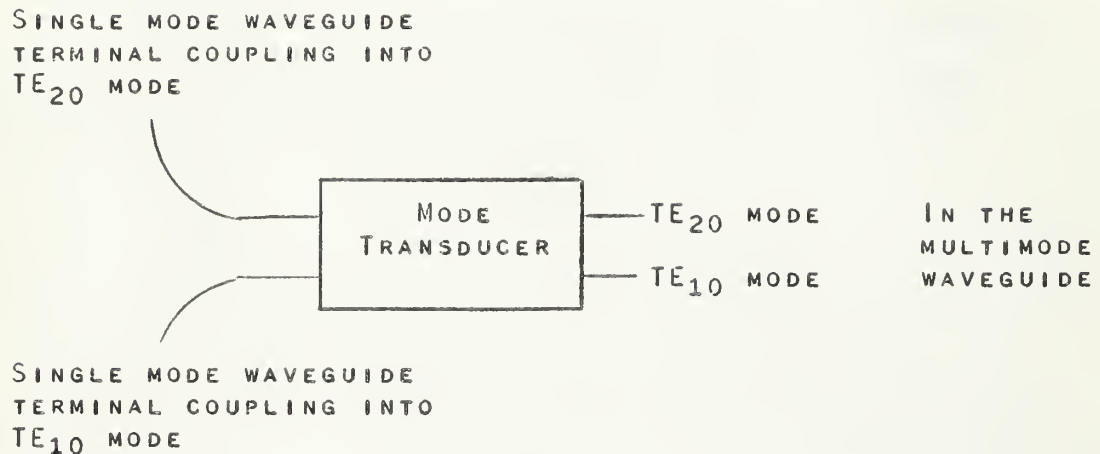 SINGLE MODE WAVEGUIDE
TERMINAL COUPLING INTO
TE20 MODE
MODE
TRANSDUCER
TE20 MODE
TE10 MODE
IN THE
MULTIMODE
WAVEGUIDE
SINGLE MODE WAVEGUIDE
TERMINAL COUPLING INTO
TE10 MODE